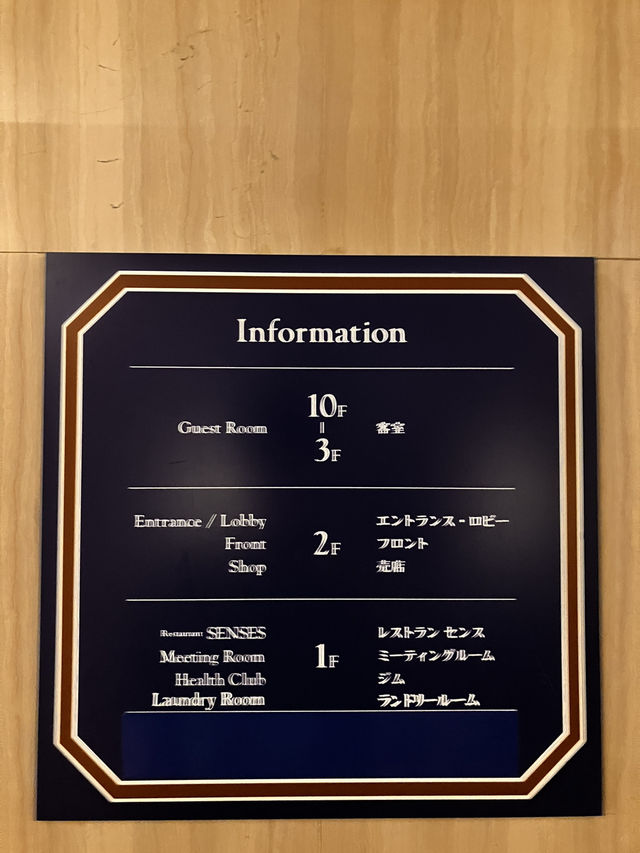 Information
10F
Guest Room 客室
3F
Entrance / Lobby エントランス・ロビー
Front 2F フロント
Shop 売店
Restaurant SENSES レストラン センス
Meeting Room 1F ミーティングルーム
Health Club ジム
Laundry Room ランドリールーム